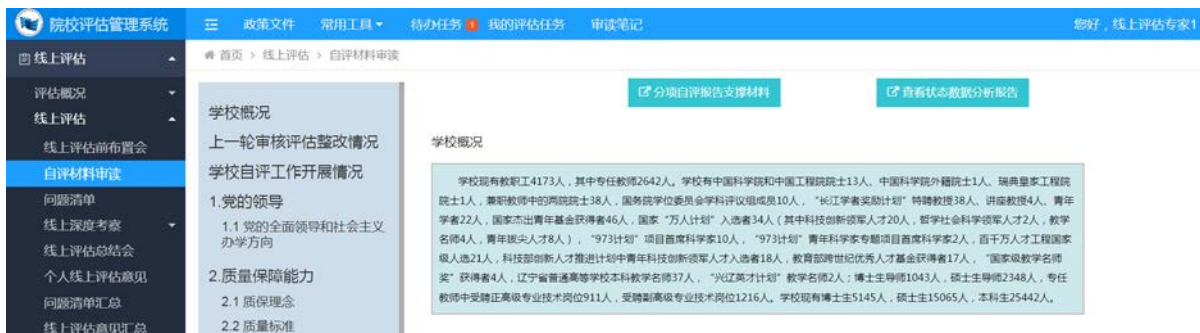 院校评估管理系统
政策文件 常用工具 待办任务 1 我的评估任务 审读笔记
您好，线上评估专家1
线上评估
评估概况
线上评估
线上评估前布置会
自评材料审读
问题清单
线上深度考察
线上评估总结会
个人线上评估意见
问题清单汇总
线上评估意见汇总
首页 > 线上评估 > 自评材料审读
学校概况
上一轮审核评估整改情况
学校自评工作开展情况
1.党的领导
1.1 党的全面领导和社会主义
办学方向
2.质量保障能力
2.1 质保理念
2.2 质量标准
分项自评报告支撑材料
查看状态数据分析报告
学校概况
学校现有教职工4173人，其中专任教师2642人。学校有中国科学院和中国工程院院士13人、中国科学院外籍院士1人、瑞典皇家工程院
院士1人，兼职教师中的两院院士38人，国务院学位委员会学科评议组成员10人，“长江学者奖励计划”特聘教授38人、讲座教授4人、青年
学者22人，国家杰出青年基金获得者46人，国家“万人计划”入选者34人（其中科技创新领军人才20人，哲学社会科学领军人才2人，教学
名师4人，青年拔尖人才8人），“973计划”项目首席科学家10人，“973计划”青年科学家专题项目首席科学家2人，百千万人才工程国家
级人选21人，科技部创新人才推进计划中青年科技创新领军人才入选者18人，教育部跨世纪优秀人才基金获得者17人，“国家级教学名师
奖”获得者4人，辽宁省普通高等学校本科教学名师37人，“兴辽英才计划”教学名师2人；博士生导师1043人，硕士生导师2348人，专任
教师中受聘正高级专业技术岗位911人，受聘副高级专业技术岗位1216人。学校现有博士生5145人，硕士生15065人，本科生25442人。